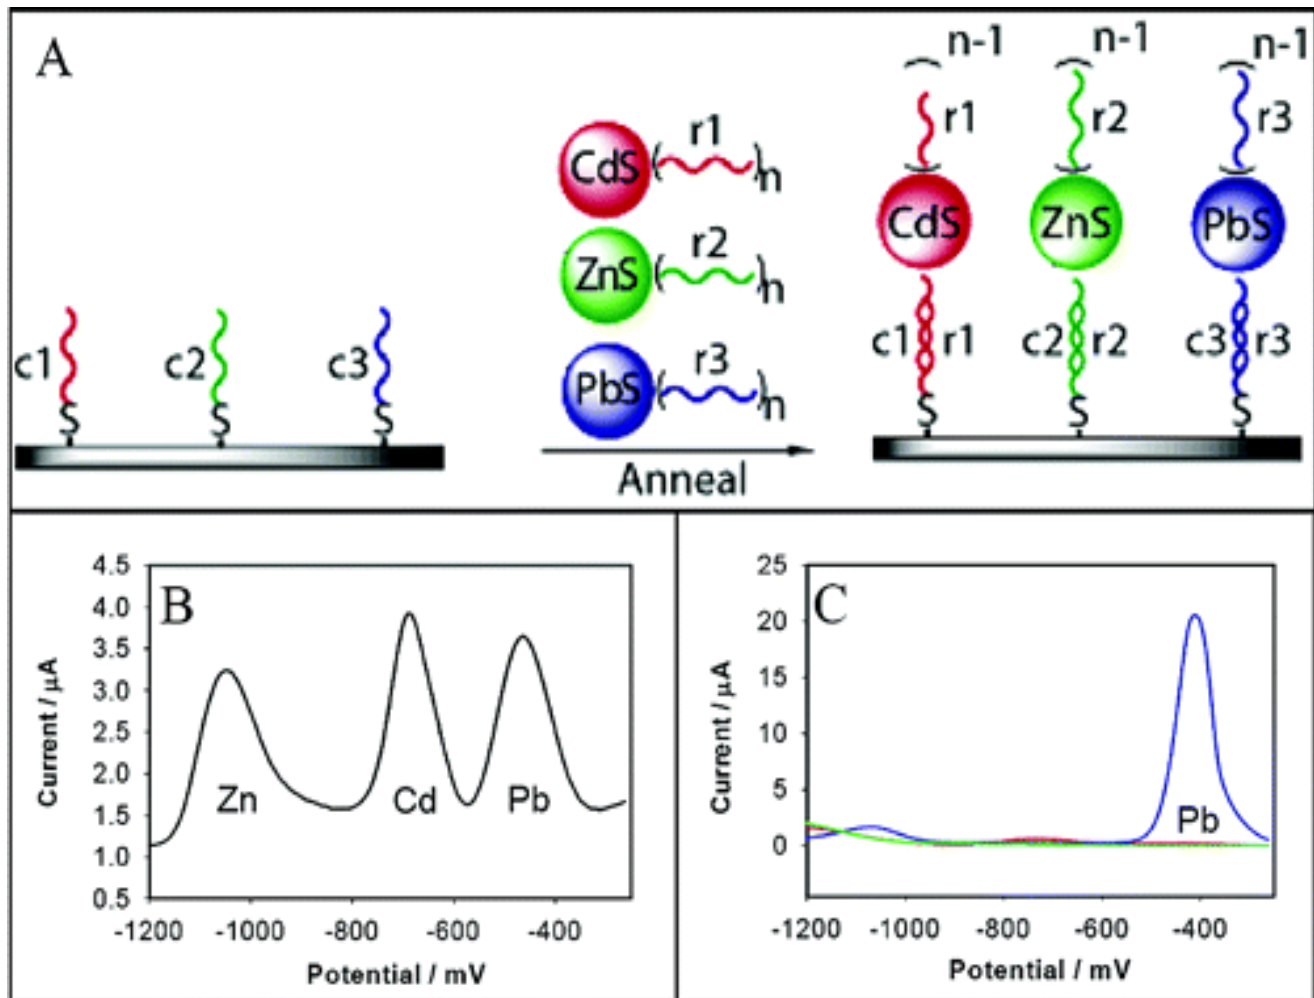 A
c1 c2 c3
S S S
CdS ( r1 )n
ZnS ( r2 )n
PbS ( r3 )n
Anneal
n-1 n-1 n-1
r1 r2 r3
CdS ZnS PbS
c1 r1 c2 r2 c3 r3
S S S
B
4.5
4.0
3.5
3.0
2.5
2.0
1.5
1.0
0.5
Current / μA
Zn Cd Pb
-1200 -1000 -800 -600 -400
Potential / mV
C
25
20
15
10
5
0
Current / μA
Pb
-1200 -1000 -800 -600 -400
Potential / mV